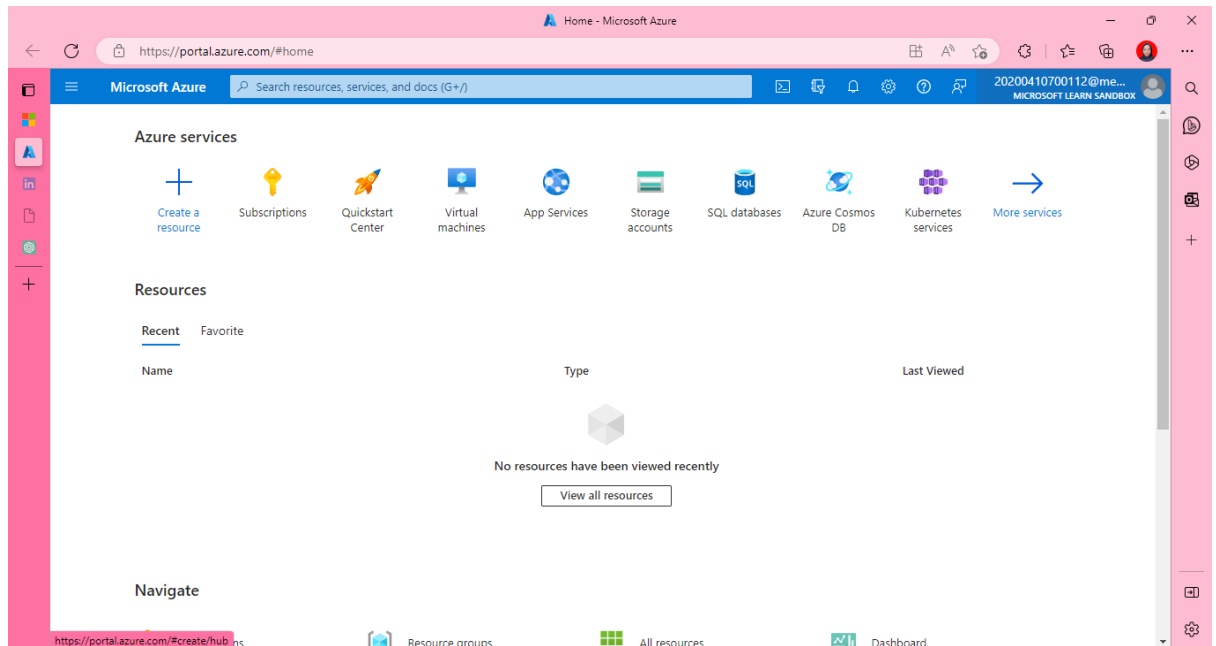 Home - Microsoft Azure
https://portal.azure.com/#home
Microsoft Azure
Search resources, services, and docs (G+/)
20200410700112@me...
MICROSOFT LEARN SANDBOX
Azure services
Create a resource
Subscriptions
Quickstart Center
Virtual machines
App Services
Storage accounts
SQL
SQL databases
Azure Cosmos DB
Kubernetes services
More services
Resources
Recent Favorite
Name Type Last Viewed
No resources have been viewed recently
View all resources
Navigate
https://portal.azure.com/#create/hub
ns Resource groups All resources Dashboard